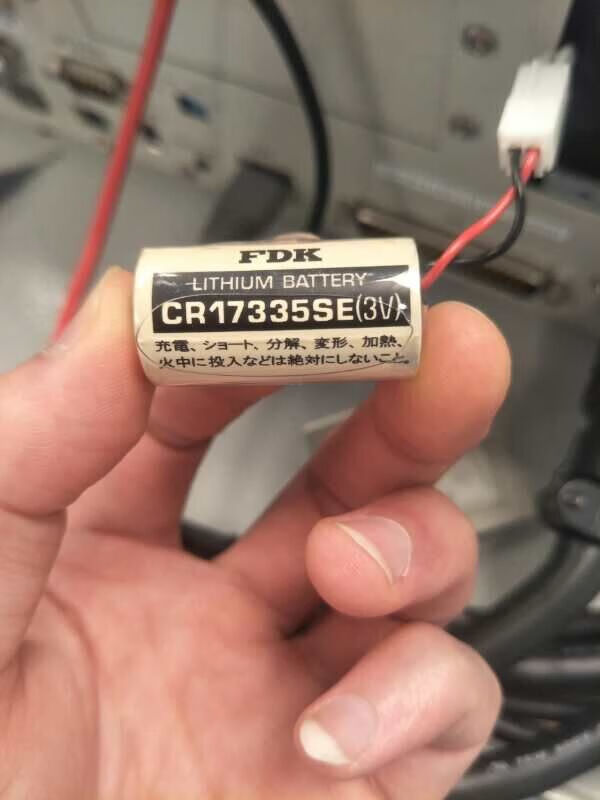 FDK
LITHIUM BATTERY
CR17335SE(3V)
充電、ショート、分解、変形、加熱、
火中に投入などは絶対にしないこと。